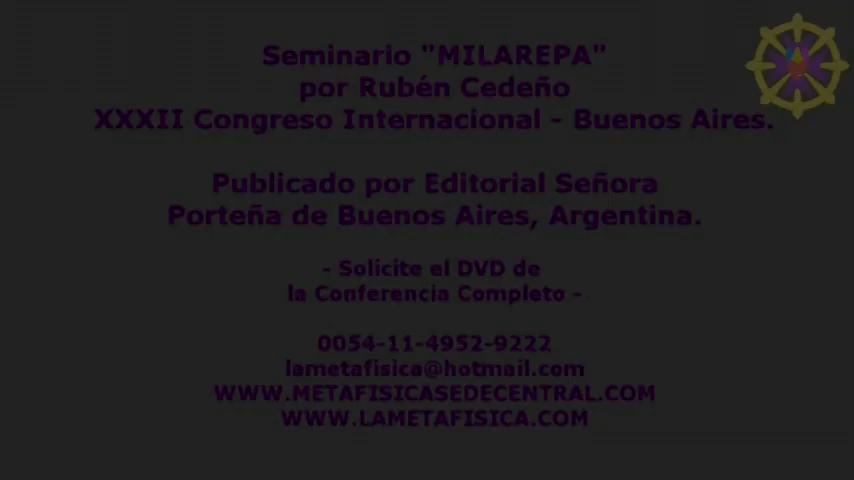 Seminario "MILAREPA"
por Rubén Cedeño
XXXII Congreso Internacional - Buenos Aires.
Publicado por Editorial Señora
Porteña de Buenos Aires, Argentina.
- Solicite el DVD de
la Conferencia Completo -
0054-11-4952-9222
lametafisica@hotmail.com
WWW.METAFISICASEDECENTRAL.COM
WWW.LAMETAFISICA.COM